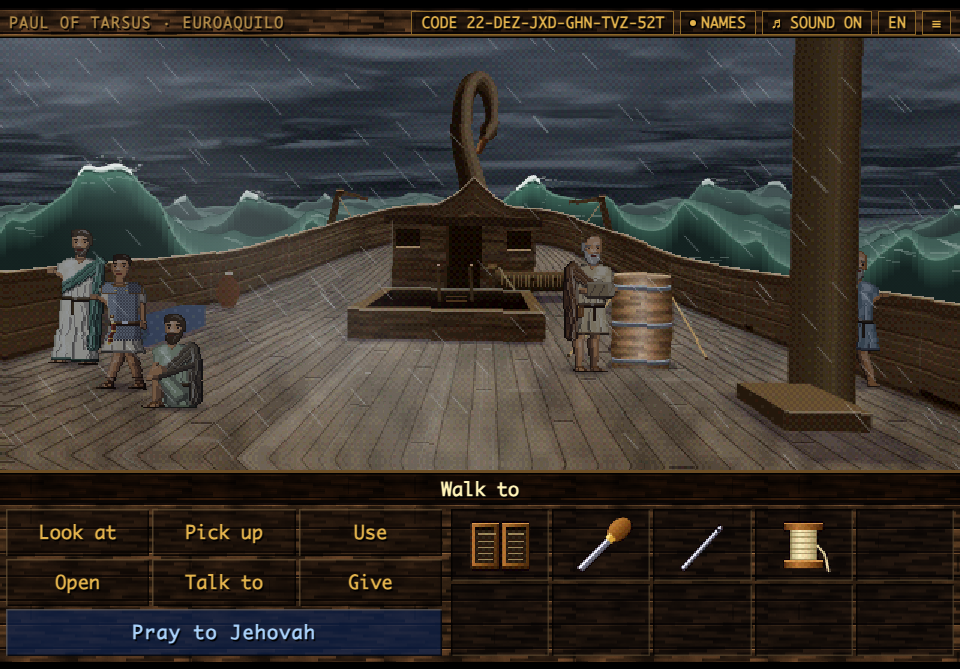 PAUL OF TARSUS · EUROAQUILO
CODE 22-DEZ-JXD-GHN-TVZ-52T
● NAMES
♬ SOUND ON
EN
≡
Walk to
Look at
Pick up
Use
Open
Talk to
Give
Pray to Jehovah